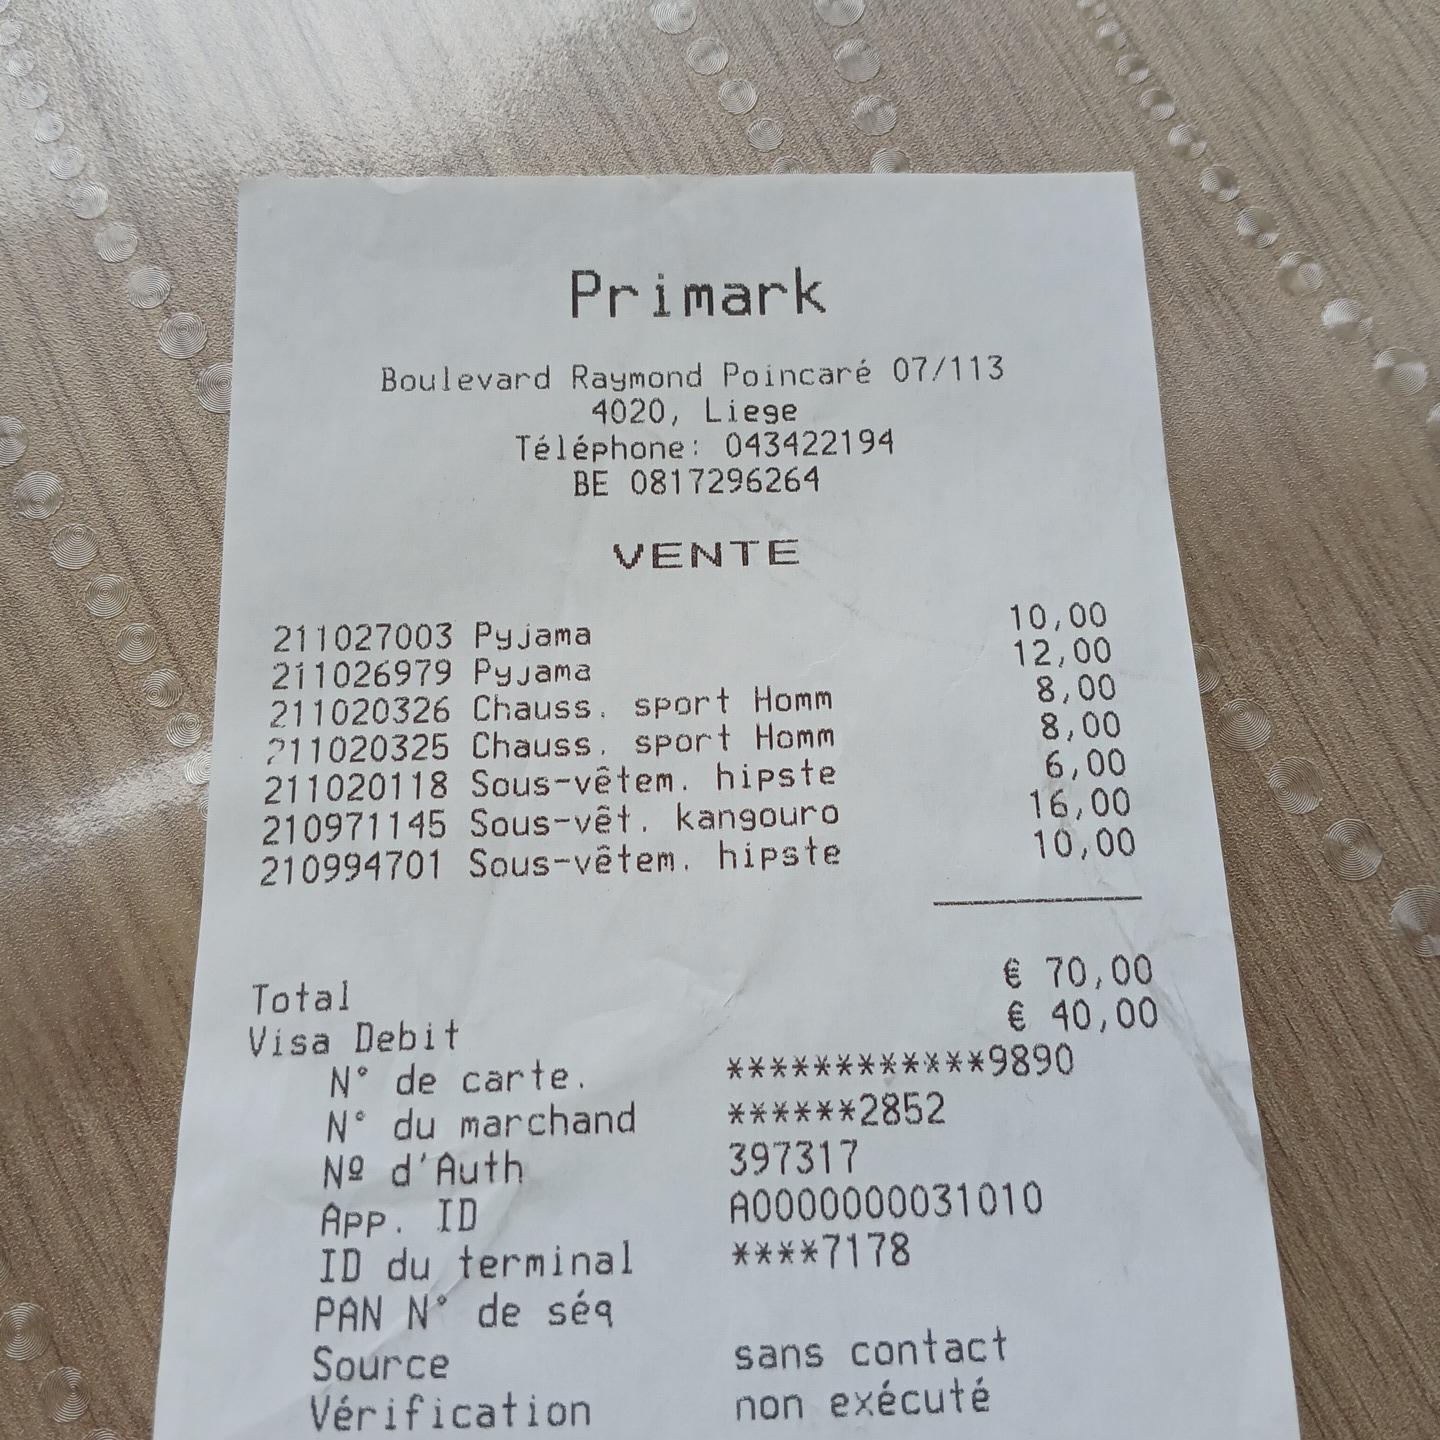 Primark
Boulevard Raymond Poincaré 07/113
4020, Liege
Téléphone: 043422194
BE 0817296264
VENTE
211027003 Pyjama 10,00
211026979 Pyjama 12,00
211020326 Chauss. sport Homm 8,00
211020325 Chauss. sport Homm 8,00
211020118 Sous-vêtem. hipste 6,00
210971145 Sous-vêt. kangouro 16,00
210994701 Sous-vêtem. hipste 10,00
Total € 70,00
Visa Debit € 40,00
N° de carte. ************9890
N° du marchand ******2852
Nº d'Auth 397317
App. ID A0000000031010
ID du terminal ****7178
PAN N° de séq
Source sans contact
Vérification non exécuté